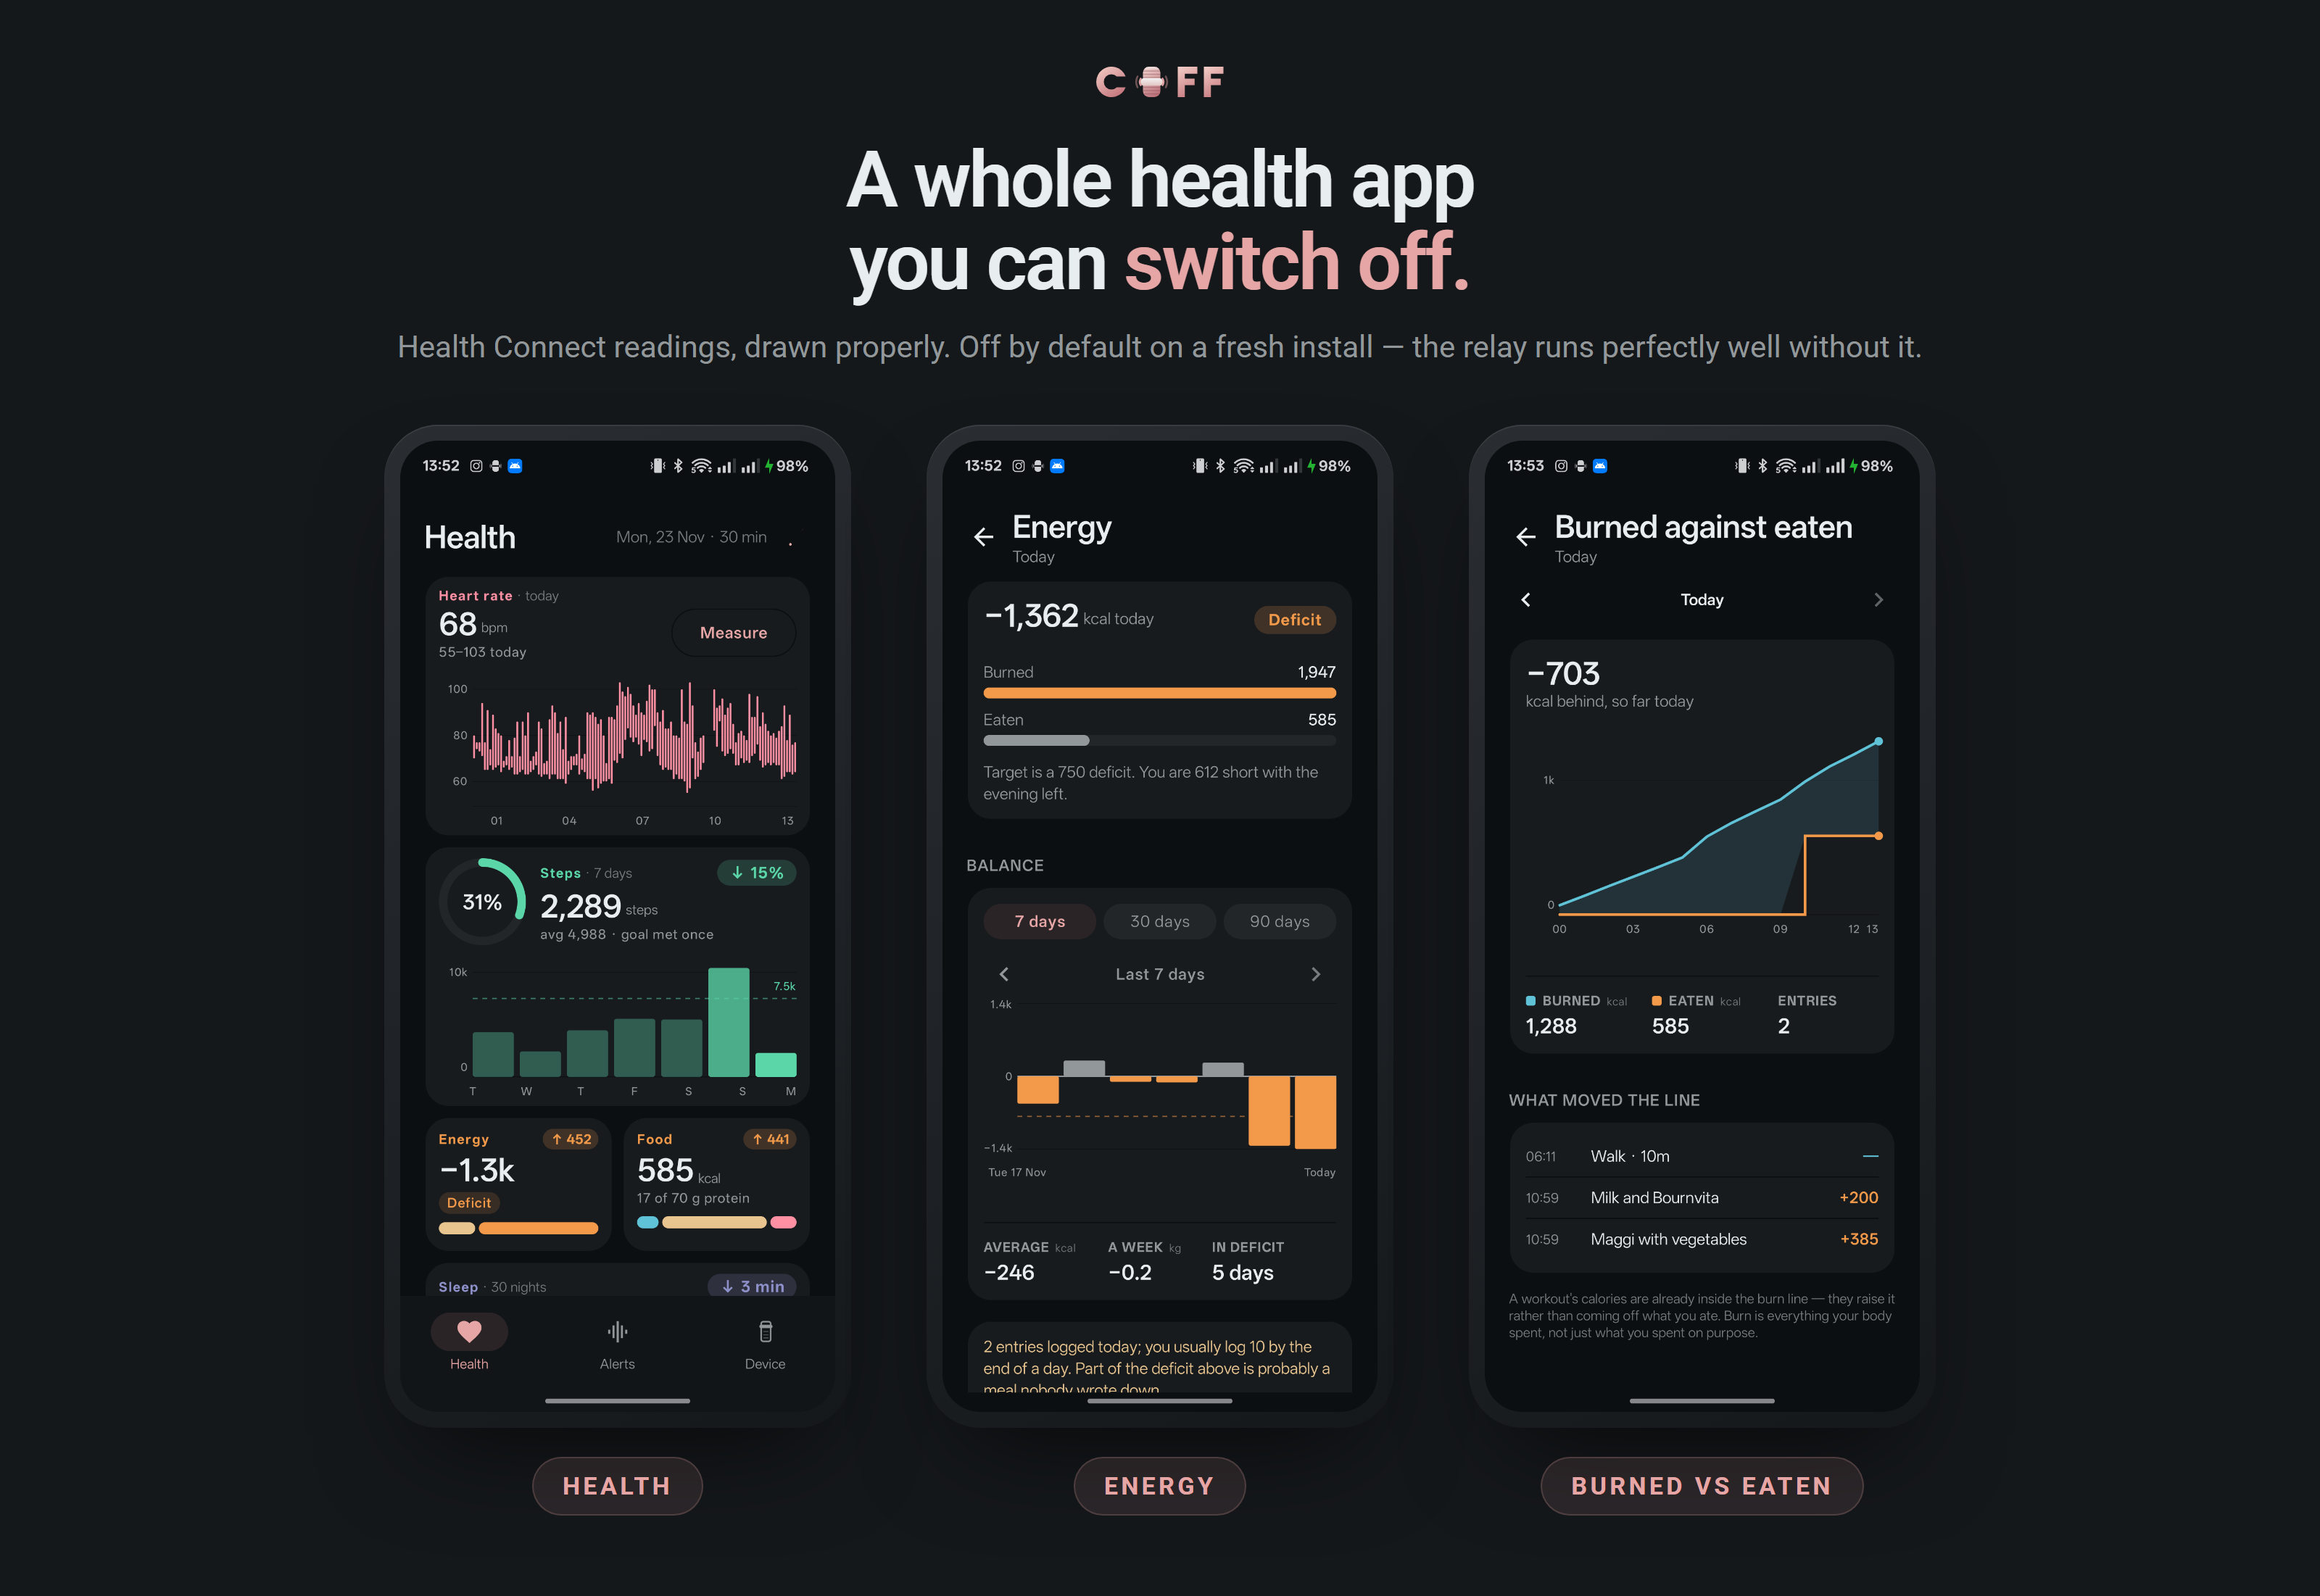 C FF
A whole health app
you can switch off.
Health Connect readings, drawn properly. Off by default on a fresh install — the relay runs perfectly well without it.
13:52
98%
Health
Mon, 23 Nov · 30 min
Heart rate · today
68 bpm
Measure
55–103 today
100
80
60
01 04 07 10 13
31%
Steps · 7 days
↓ 15%
2,289 steps
avg 4,988 · goal met once
10k
7.5k
0
T W T F S S M
Energy
↑ 452
−1.3k
Deficit
Food
↑ 441
585 kcal
17 of 70 g protein
Sleep · 30 nights
↓ 3 min
Health
Alerts
Device
HEALTH
13:52
98%
Energy
Today
−1,362 kcal today
Deficit
Burned
1,947
Eaten
585
Target is a 750 deficit. You are 612 short with the
evening left.
BALANCE
7 days
30 days
90 days
Last 7 days
1.4k
0
−1.4k
Tue 17 Nov
Today
AVERAGE kcal
−246
A WEEK kg
−0.2
IN DEFICIT
5 days
2 entries logged today; you usually log 10 by the
end of a day. Part of the deficit above is probably a
meal nobody wrote down
ENERGY
13:53
98%
Burned against eaten
Today
Today
−703
kcal behind, so far today
1k
0
00 03 06 09 12 13
BURNED kcal
1,288
EATEN kcal
585
ENTRIES
2
WHAT MOVED THE LINE
06:11 Walk · 10m —
10:59 Milk and Bournvita +200
10:59 Maggi with vegetables +385
A workout's calories are already inside the burn line — they raise it
rather than coming off what you ate. Burn is everything your body
spent, not just what you spent on purpose.
BURNED VS EATEN